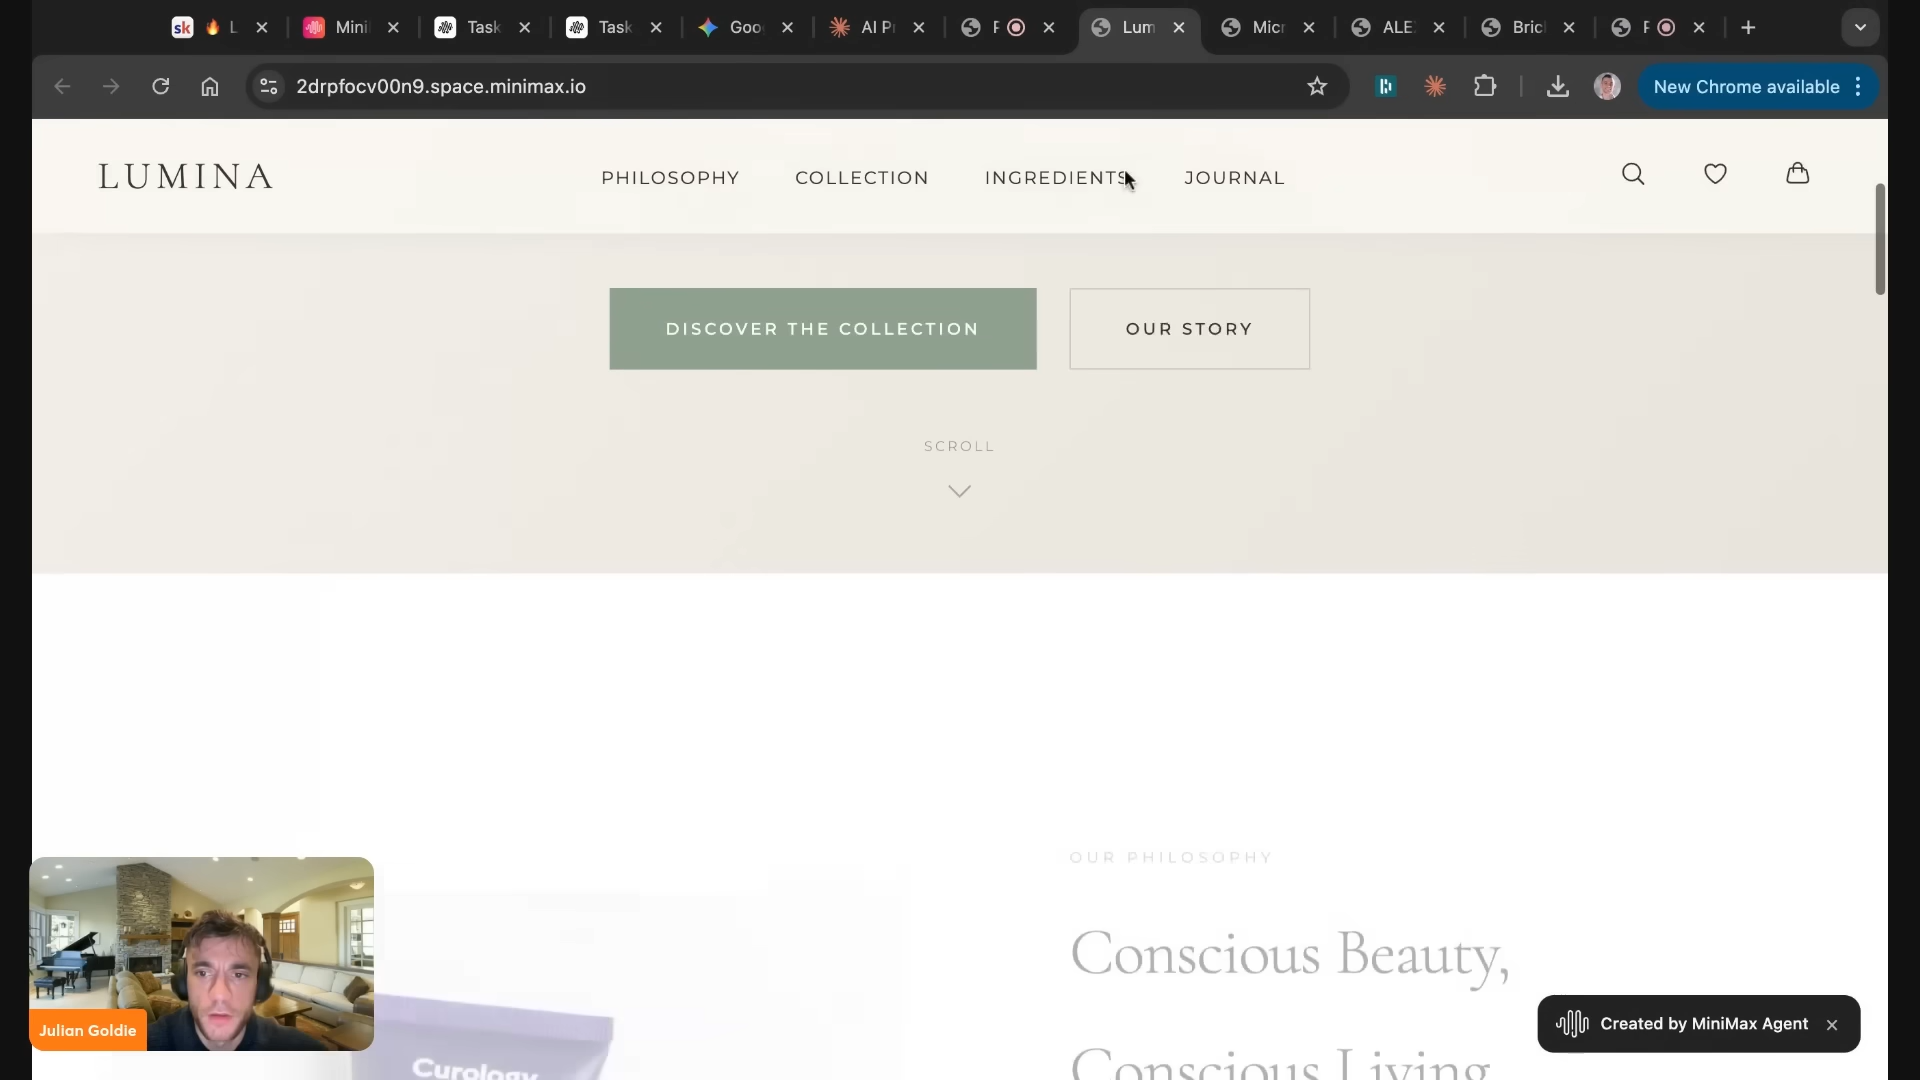 L
Mini
Task
Task
Goo
AI P
F
Lum
Micr
ALE
Bric
F
2drpfocv00n9.space.minimax.io
New Chrome available
LUMINA
PHILOSOPHY
COLLECTION
INGREDIENTS
JOURNAL
DISCOVER THE COLLECTION
OUR STORY
SCROLL
OUR PHILOSOPHY
Conscious Beauty,
Conscious Living
Curology
Julian Goldie
Created by MiniMax Agent
sk